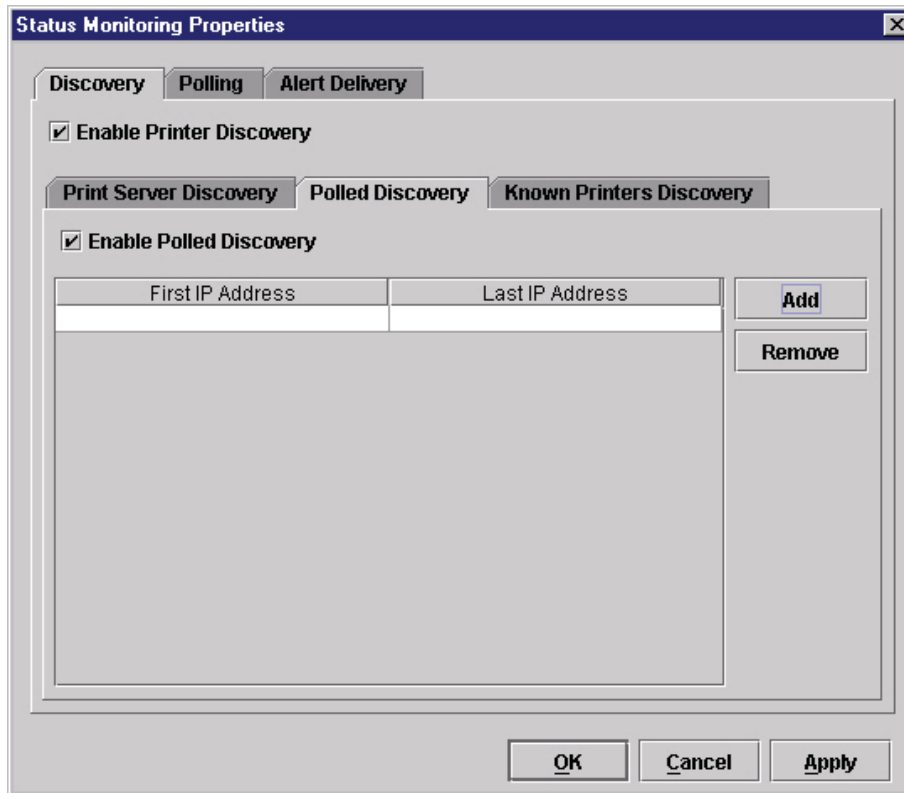 Status Monitoring Properties
Discovery Polling Alert Delivery
Enable Printer Discovery
Print Server Discovery Polled Discovery Known Printers Discovery
Enable Polled Discovery
First IP Address Last IP Address
Add
Remove
OK Cancel Apply